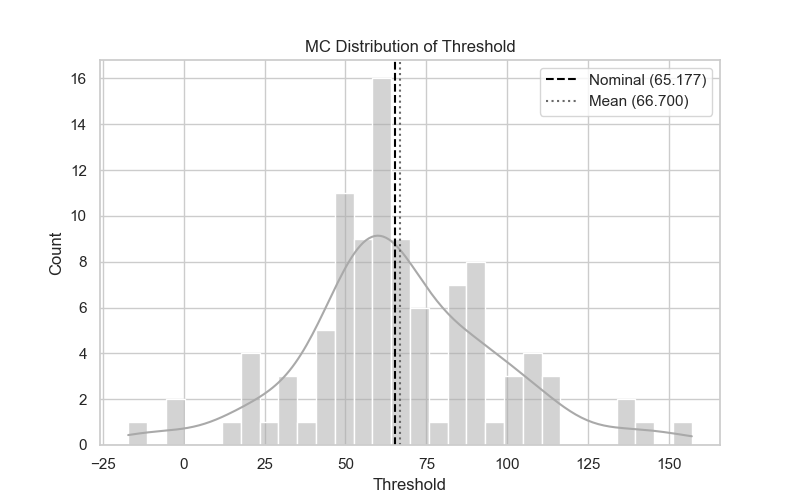 MC Distribution of Threshold
Nominal (65.177)
Mean (66.700)
Count
16
14
12
10
8
6
4
2
0
−25 0 25 50 75 100 125 150
Threshold